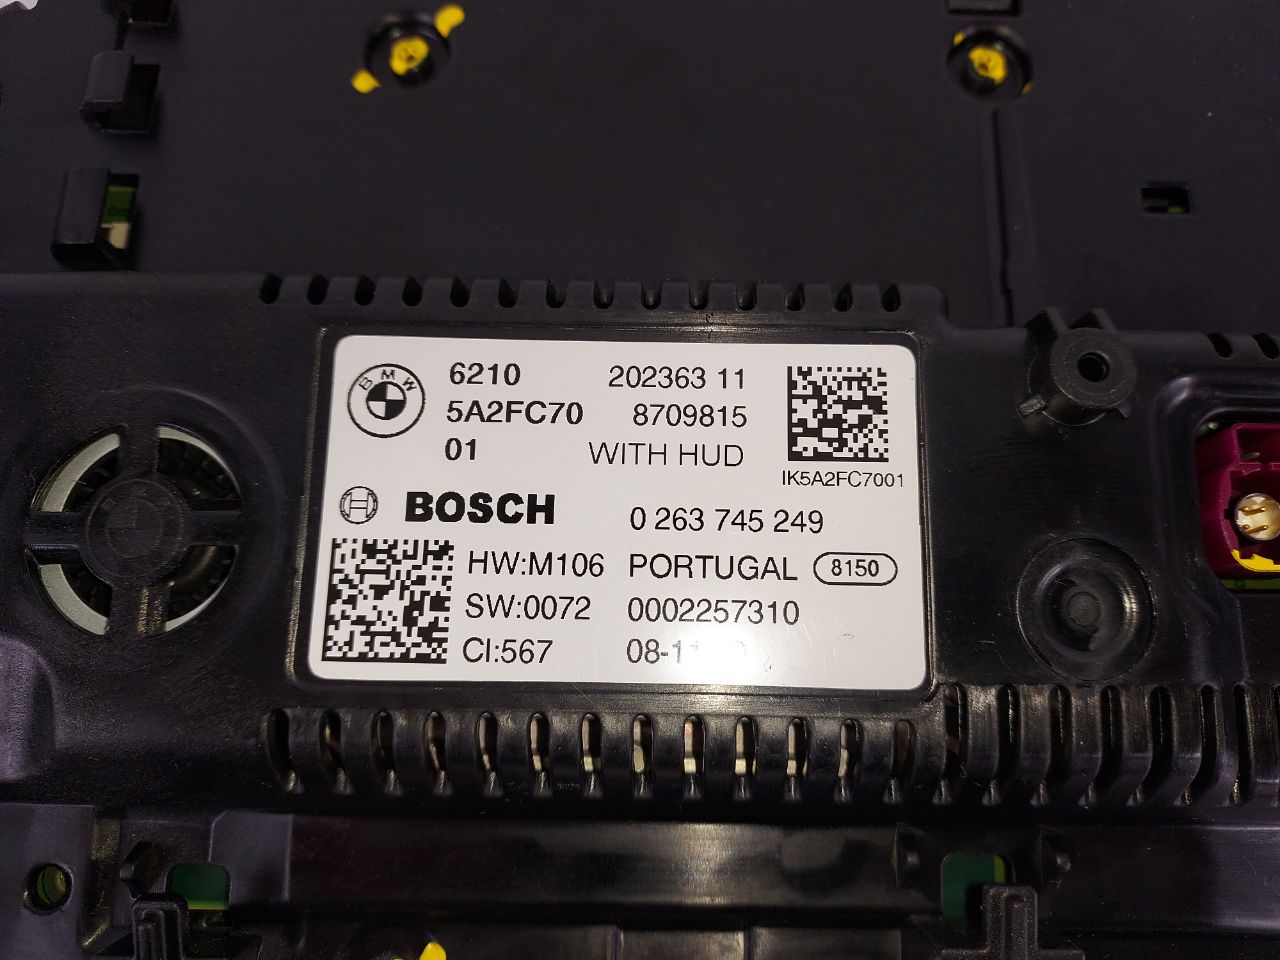 BMW
6210 202363 11
5A2FC70 8709815
01 WITH HUD
IK5A2FC7001
BOSCH 0 263 745 249
HW:M106 PORTUGAL 8150
SW:0072 0002257310
CI:567